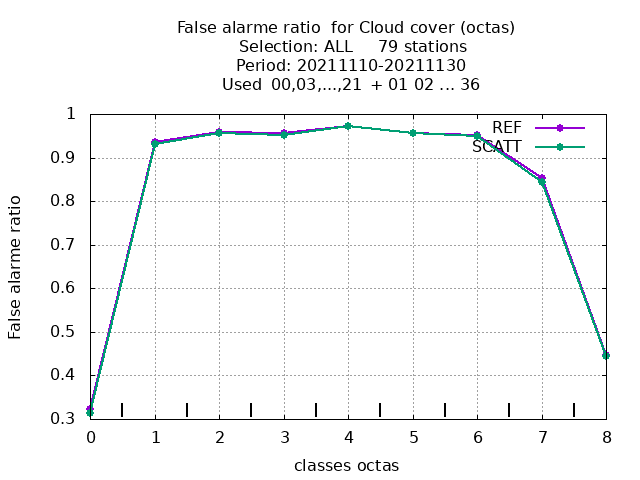 False alarme ratio  for Cloud cover (octas)
Selection: ALL     79 stations
Period: 20211110-20211130
Used  00,03,...,21  + 01 02 ... 36
REF
SCATT
False alarme ratio
1
0.9
0.8
0.7
0.6
0.5
0.4
0.3
0 1 2 3 4 5 6 7 8
classes octas